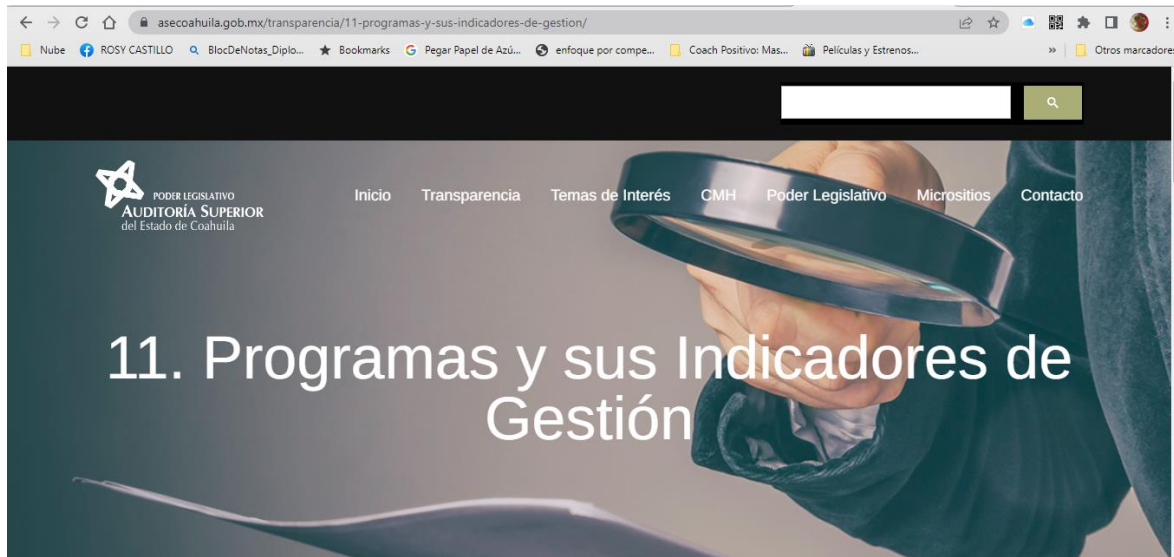 asecoahuila.gob.mx/transparencia/11-programas-y-sus-indicadores-de-gestion/
Nube ROSY CASTILLO BlocDeNotas_Diplo... Bookmarks Pegar Papel de Azú... enfoque por compe... Coach Positivo: Mas... Películas y Estrenos... » Otros marcadores
PODER LEGISLATIVO
AUDITORÍA SUPERIOR
del Estado de Coahuila
Inicio Transparencia Temas de Interés CMH Poder Legislativo Micrositios Contacto
11. Programas y sus Indicadores de
Gestión